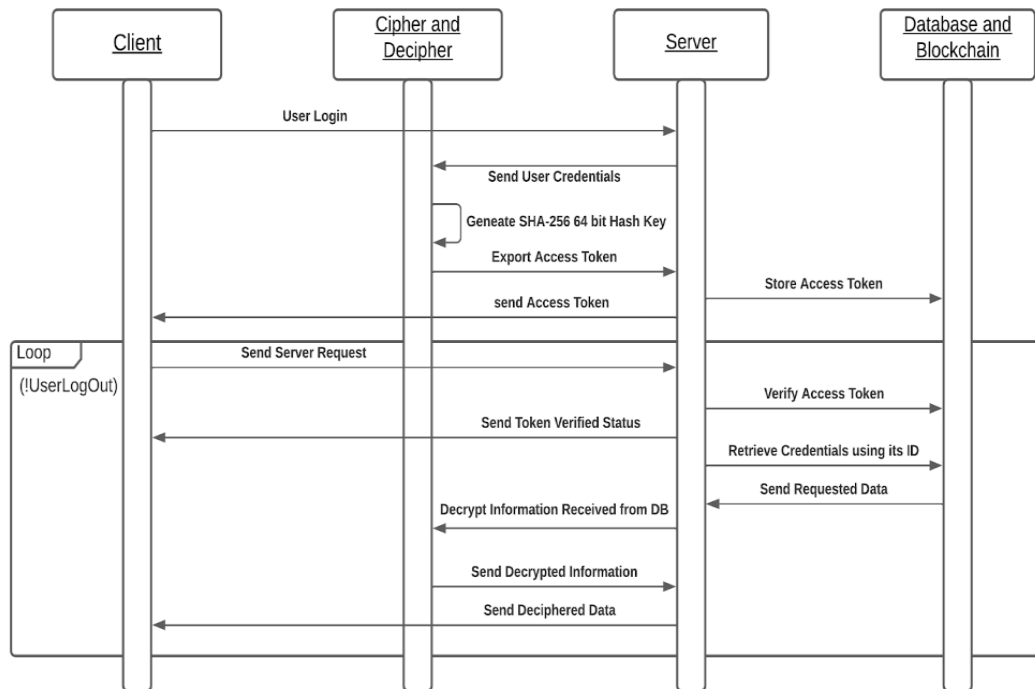 Client
Cipher and
Decipher
Server
Database and
Blockchain
User Login
Send User Credentials
Geneate SHA-256 64 bit Hash Key
Export Access Token
Store Access Token
send Access Token
Loop
Send Server Request
(!UserLogOut)
Verify Access Token
Send Token Verified Status
Retrieve Credentials using its ID
Send Requested Data
Decrypt Information Received from DB
Send Decrypted Information
Send Deciphered Data